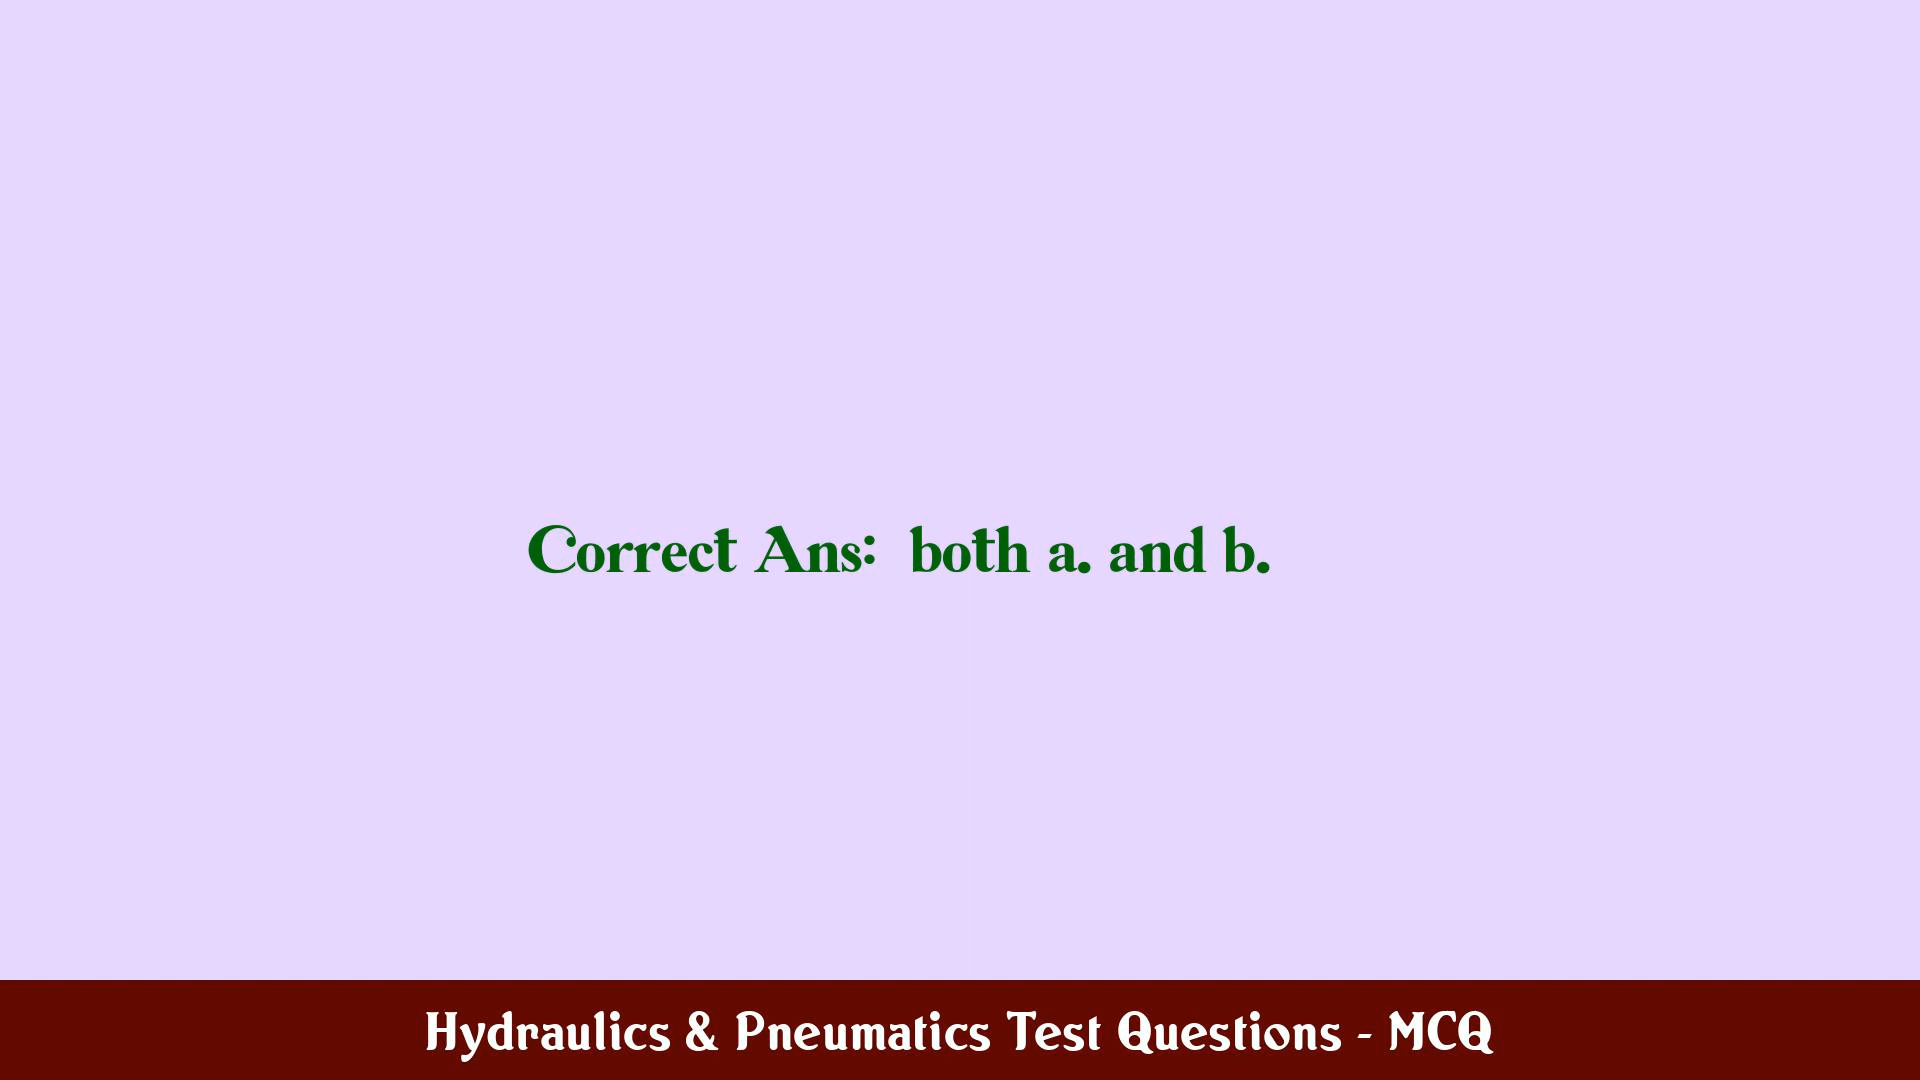 Correct Ans: both a. and b.
Hydraulics & Pneumatics Test Questions - MCQ